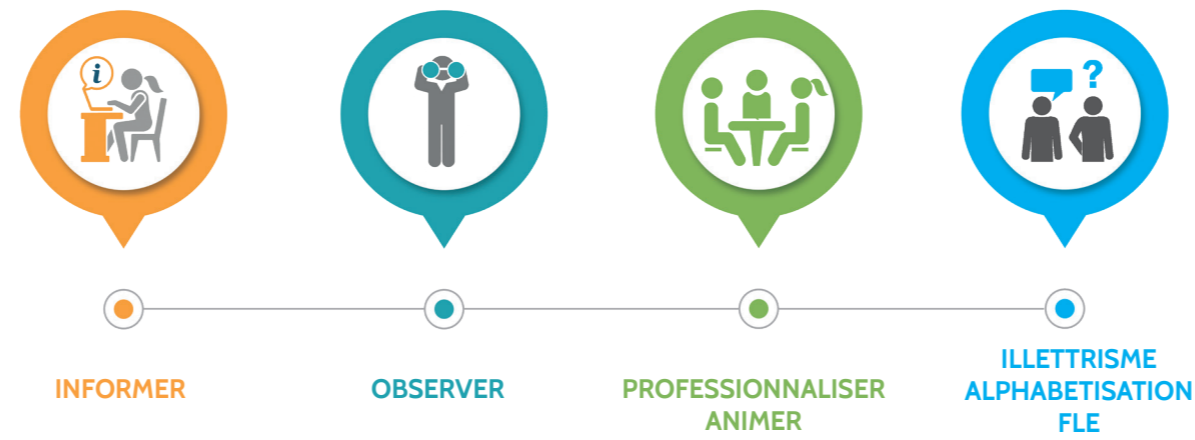 i
?
INFORMER
OBSERVER
PROFESSIONNALISER
ANIMER
ILLETTRISME
ALPHABETISATION
FLE